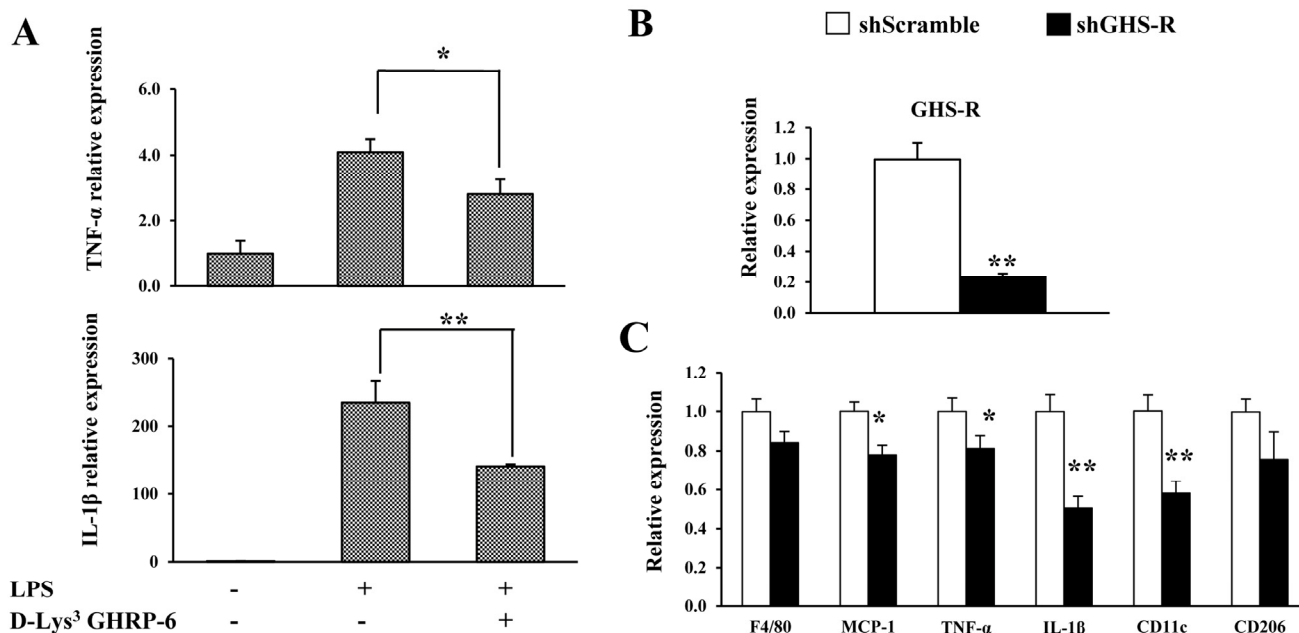 A
TNF-α relative expression
6.0
4.0
2.0
0.0
*
IL-1β relative expression
300
200
100
0
**
LPS - + +
D-Lys³ GHRP-6 - - +
B
shScramble shGHS-R
GHS-R
Relative expression
1.2
1.0
0.8
0.6
0.4
0.2
0.0
**
C
Relative expression
1.2
1.0
0.8
0.6
0.4
0.2
0.0
* * ** **
F4/80 MCP-1 TNF-α IL-1β CD11c CD206